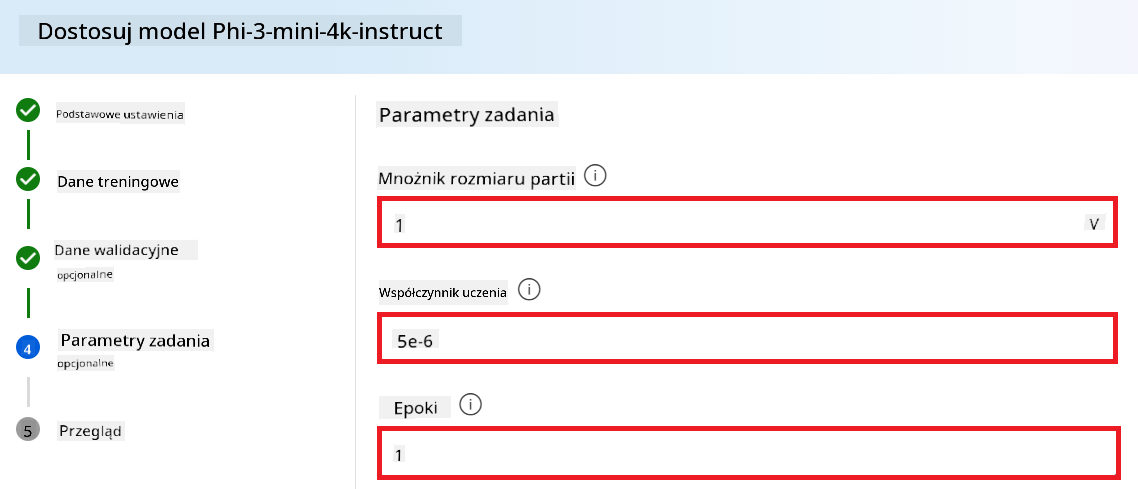 Dostosuj model Phi-3-mini-4k-instruct
Podstawowe ustawienia
Dane treningowe
Dane walidacyjne
opcjonalne
4
Parametry zadania
opcjonalne
5
Przegląd
Parametry zadania
Mnożnik rozmiaru partii
1
V
Współczynnik uczenia
5e-6
Epoki
1